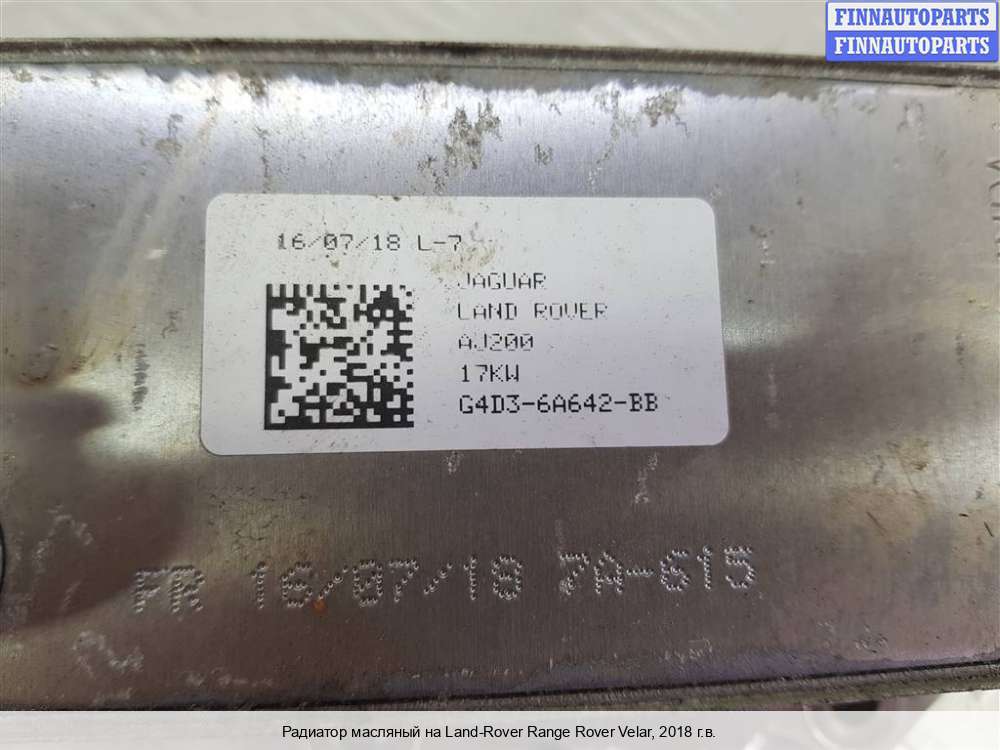 FINNAUTOPARTS
FINNAUTOPARTS
16/07/18 L-7
JAGUAR
LAND ROVER
AJ200
17KW
G4D3-6A642-BB
FR 16/07/18 7A-615
Радиатор масляный на Land-Rover Range Rover Velar, 2018 г.в.